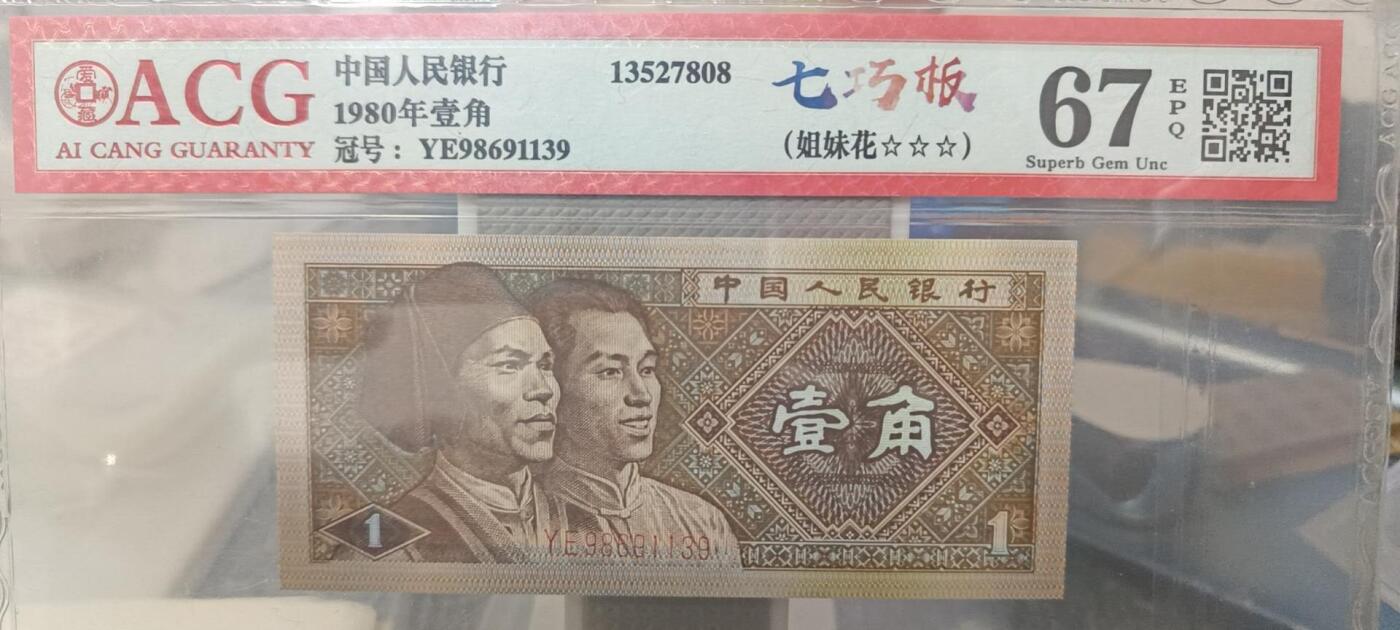 ACG
AI CANG GUARANTY
中国人民银行
1980年壹角
冠号：YE98691139
13527808
七巧板
（姐妹花☆☆☆）
67
EPQ
Superb Gem Unc
中国人民银行
壹角
1
YE98691139
1